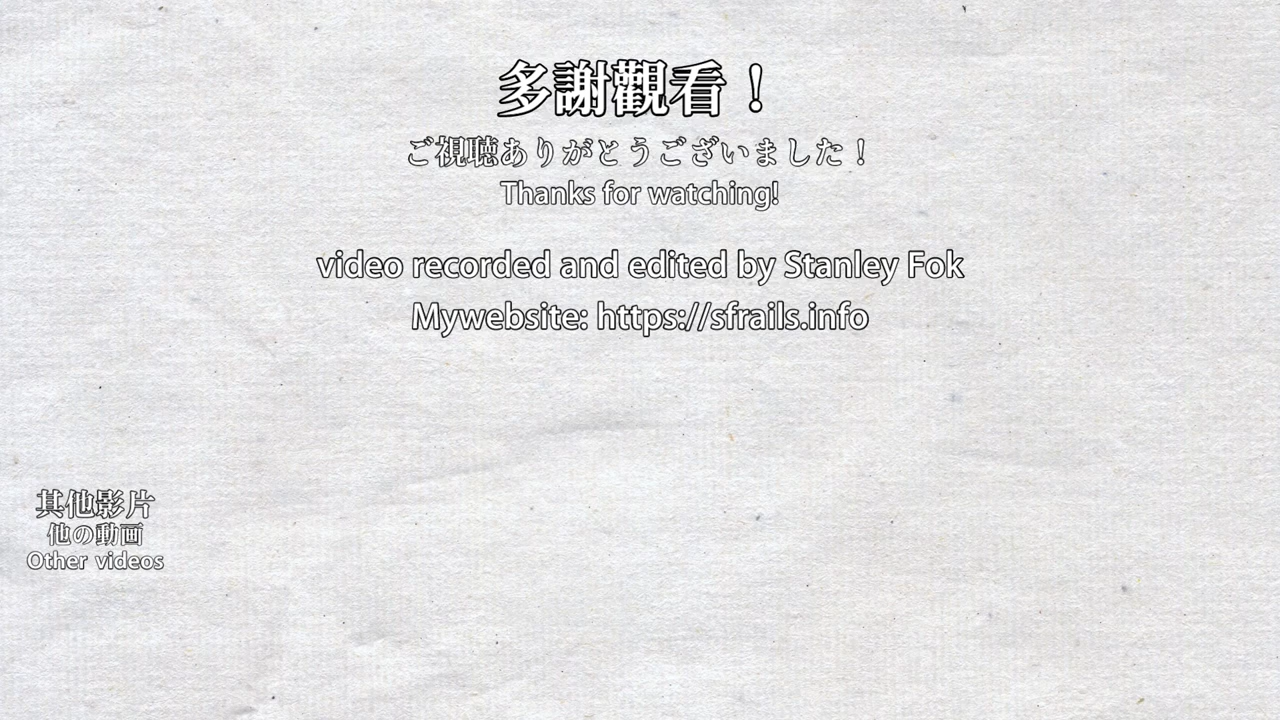 多謝觀看！
ご視聴ありがとうございました！
Thanks for watching!
video recorded and edited by Stanley Fok
Mywebsite: https://sfrails.info
其他影片
他の動画
Other videos